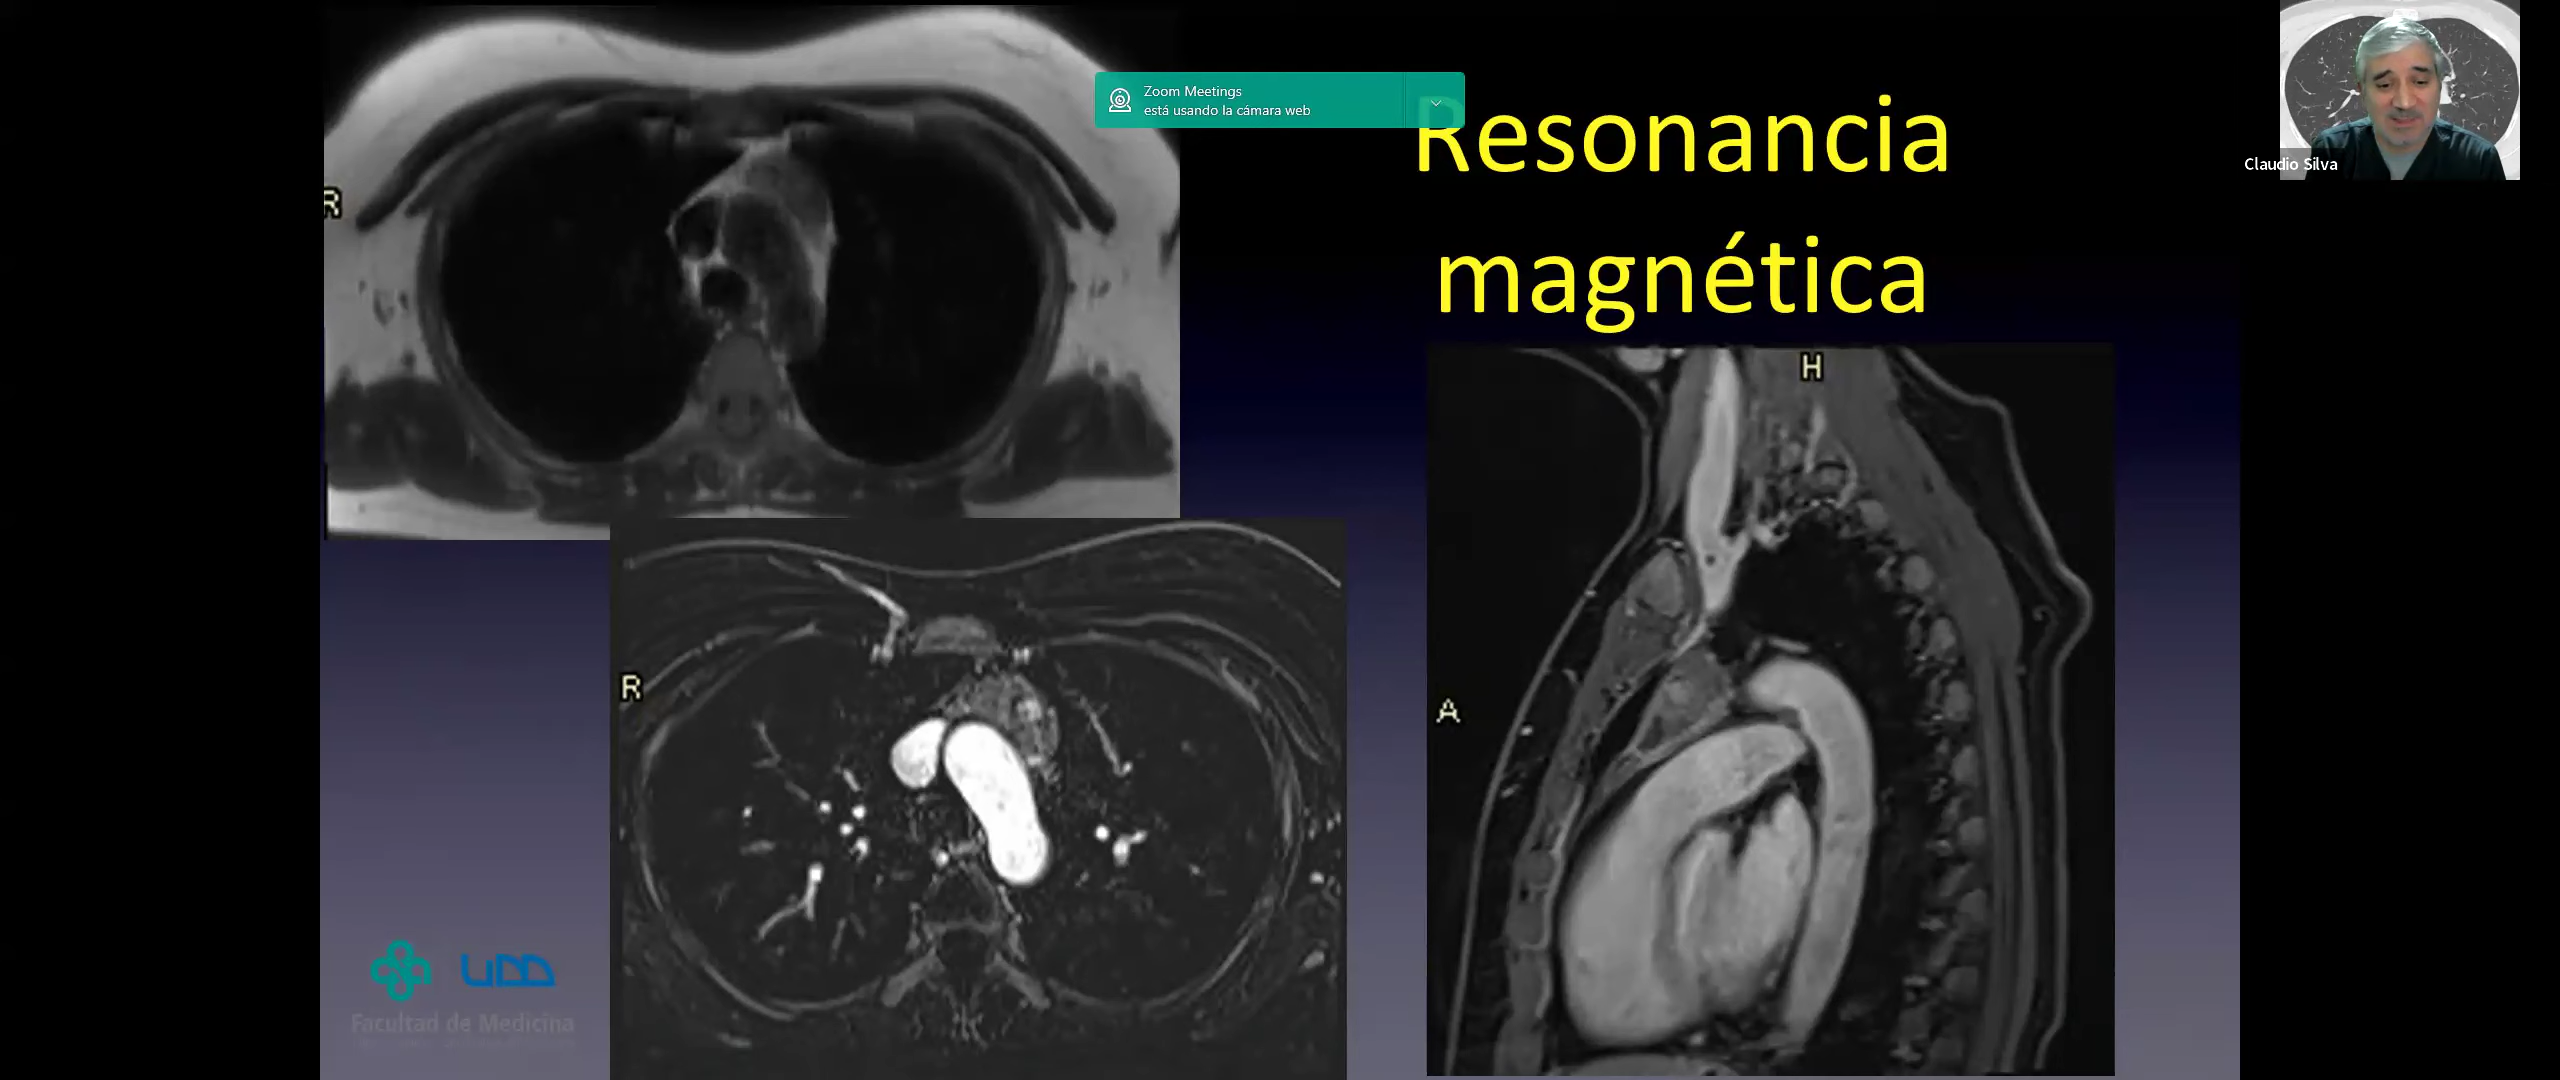 Zoom Meetings
está usando la cámara web
Resonancia
magnética
Claudio Silva
R
H
A
R
UDD
Facultad de Medicina